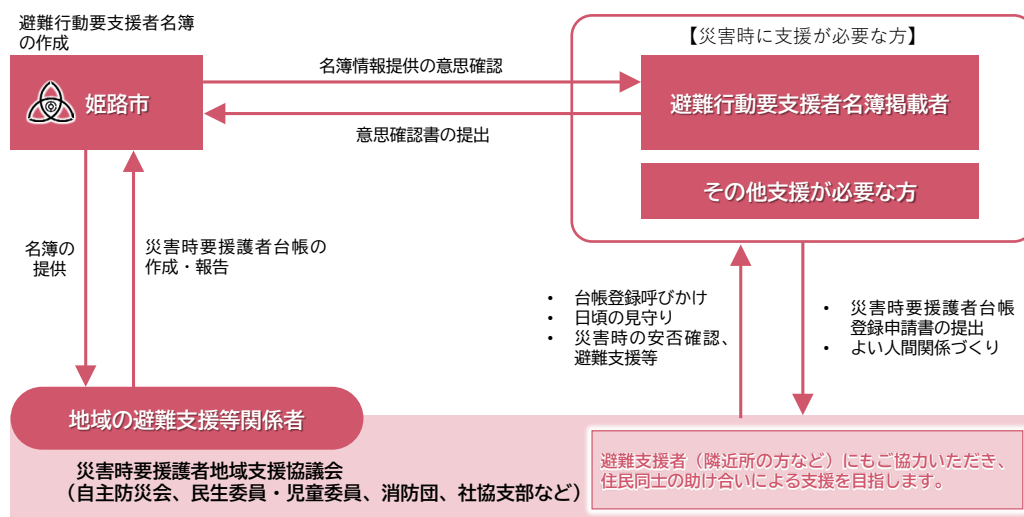 避難行動要支援者名簿
の作成
姫路市
名簿情報提供の意思確認
意思確認書の提出
【災害時に支援が必要な方】
避難行動要支援者名簿掲載者
その他支援が必要な方
名簿の
提供
災害時要援護者台帳の
作成・報告
・ 台帳登録呼びかけ
・ 日頃の見守り
・ 災害時の安否確認、
避難支援等
・ 災害時要援護者台帳
登録申請書の提出
・ よい人間関係づくり
地域の避難支援等関係者
災害時要援護者地域支援協議会
（自主防災会、民生委員・児童委員、消防団、社協支部など）
避難支援者（隣近所の方など）にもご協力いただき、
住民同士の助け合いによる支援を目指します。